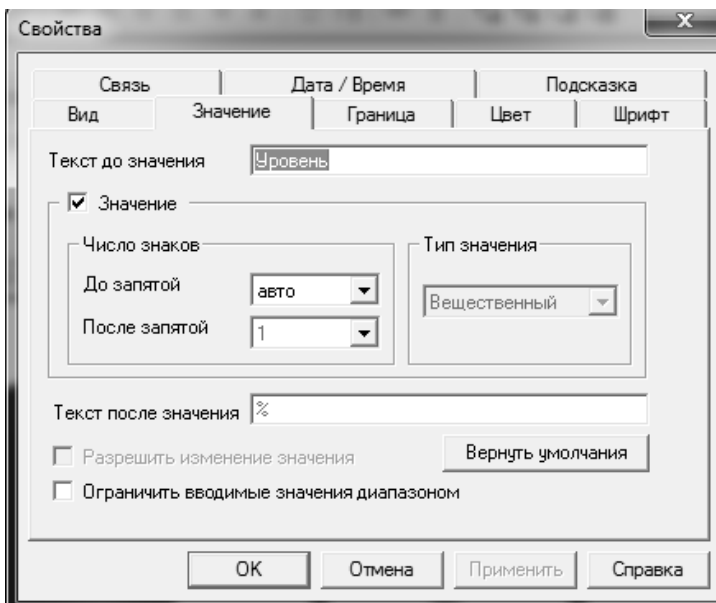 Свойства
Связь Дата / Время Подсказка
Вид Значение Граница Цвет Шрифт
Текст до значения Уровень
Значение
Число знаков Тип значения
До запятой авто
Вещественный
После запятой 1
Текст после значения %
Разрешить изменение значения Вернуть умолчания
Ограничить вводимые значения диапазоном
OK Отмена Применить Справка